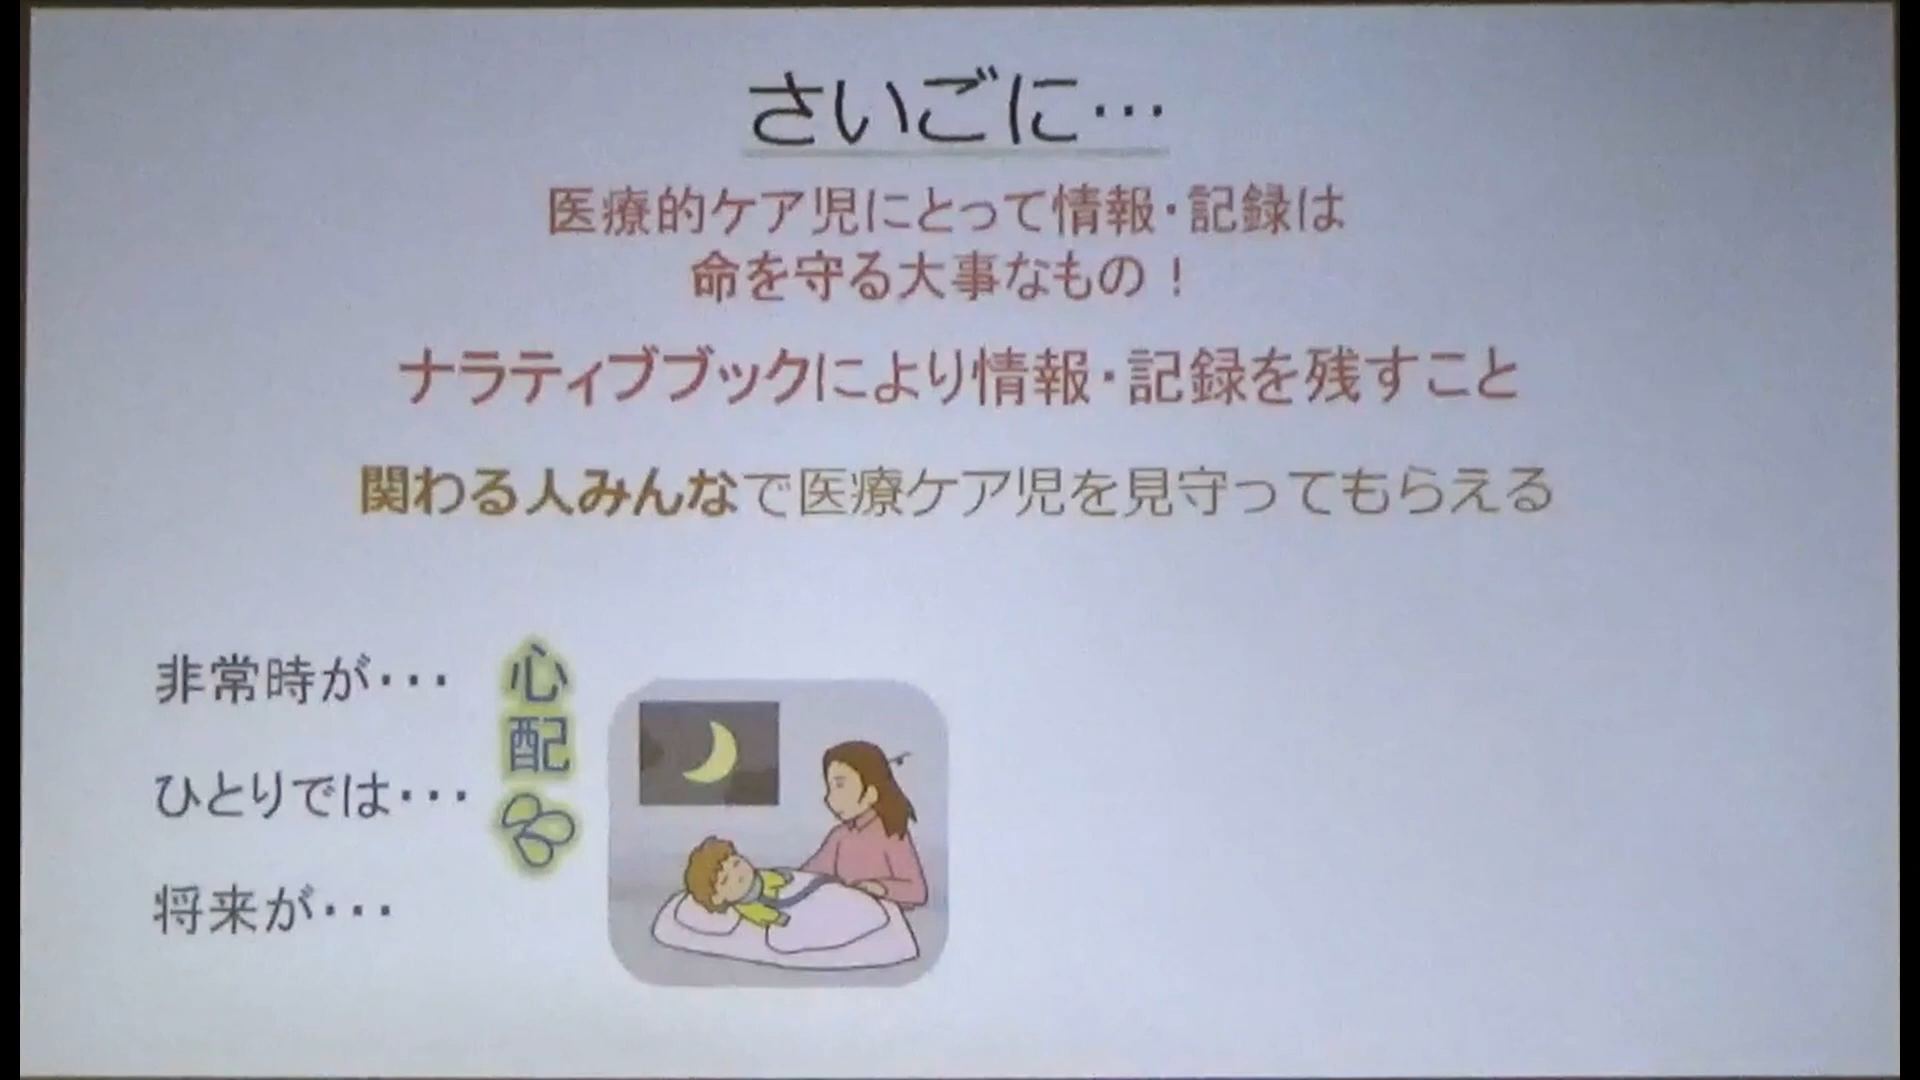 さいごに…
医療的ケア児にとって情報・記録は
命を守る大事なもの！
ナラティブブックにより情報・記録を残すこと
関わる人みんなで医療ケア児を見守ってもらえる
非常時が・・・
ひとりでは・・・
将来が・・・
心配